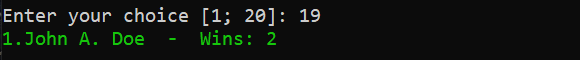 Enter your choice [1; 20]: 19
1.John A. Doe  -  Wins: 2